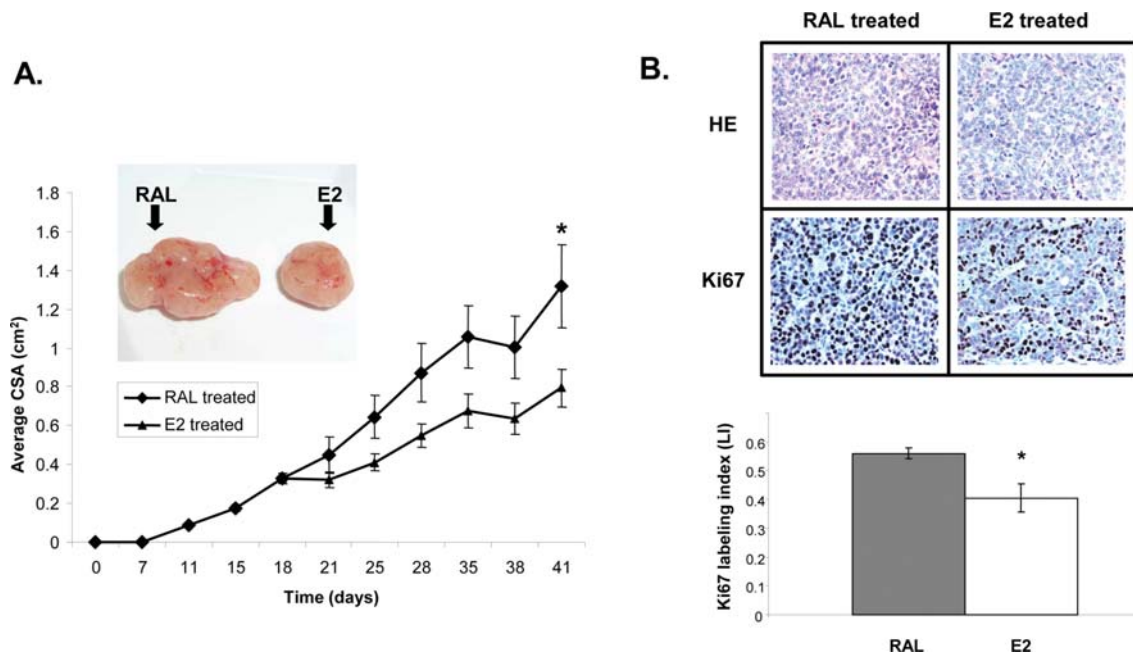 A.
RAL
E2
1.8
1.6
1.4
1.2
1
0.8
0.6
0.4
0.2
0
Average CSA (cm²)
RAL treated
E2 treated
*
0 7 11 15 18 21 25 28 35 38 41
Time (days)
B.
RAL treated E2 treated
HE
Ki67
0.6
0.5
0.4
0.3
0.2
0.1
0
Ki67 labeling index (LI)
*
RAL E2